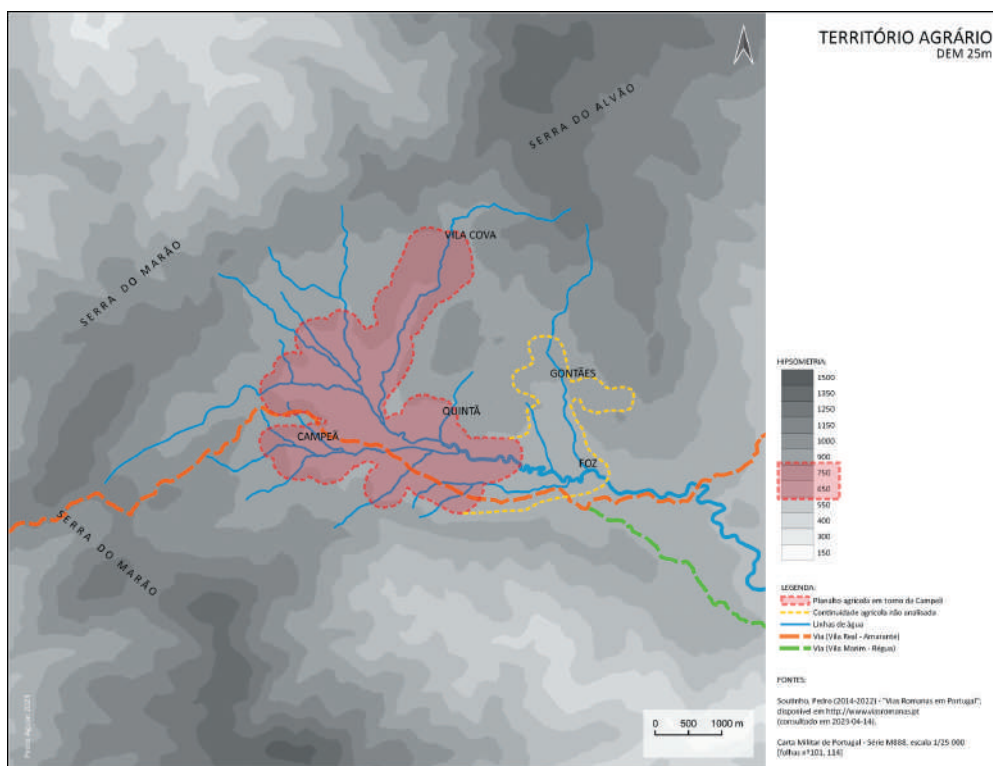 TERRITÓRIO AGRÁRIO
DEM 25m
SERRA DO ALVÃO
VILA COVA
SERRA DO MARÃO
GONTÃES
QUINTÃ
CAMPEÃ
FOZ
SERRA DO MARÃO
HIPSOMETRIA:
1500
1350
1250
1150
1000
900
750
650
550
400
300
150
LEGENDA:
Planalto agrícola em torno da Campeã
Continuidade agrícola não analisada
Linhas de água
Via (Vila Real - Amarante)
Via (Vila Marim - Régua)
FONTES:
Soutinho, Pedro (2014-2022) - "Vias Romanas em Portugal";
disponível em http://www.viasromanas.pt
(consultado em 2023-04-14).
Carta Militar de Portugal - Série M888, escala 1/25 000
[folhas nº101, 114]
0 500 1000 m
Pedro Aguiar 2023